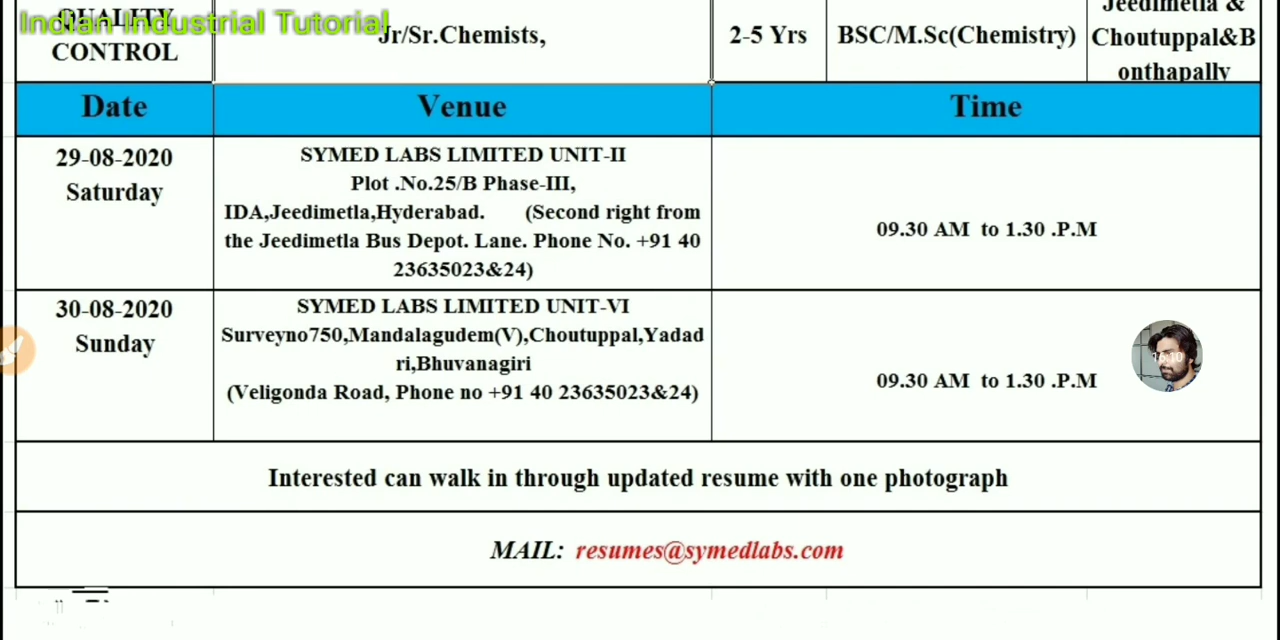 Indian Industrial Tutorial
QUALITY
CONTROL
Jr/Sr.Chemists,
2-5 Yrs
BSC/M.Sc(Chemistry)
Jeedimetla &
Choutuppal&B
onthapally
Date
Venue
Time
29-08-2020
Saturday
SYMED LABS LIMITED UNIT-II
Plot .No.25/B Phase-III,
IDA,Jeedimetla,Hyderabad. (Second right from
the Jeedimetla Bus Depot. Lane. Phone No. +91 40
23635023&24)
09.30 AM to 1.30 .P.M
30-08-2020
Sunday
SYMED LABS LIMITED UNIT-VI
Surveyno750,Mandalagudem(V),Choutuppal,Yadad
ri,Bhuvanagiri
(Veligonda Road, Phone no +91 40 23635023&24)
09.30 AM to 1.30 .P.M
16:10
Interested can walk in through updated resume with one photograph
MAIL: resumes@symedlabs.com